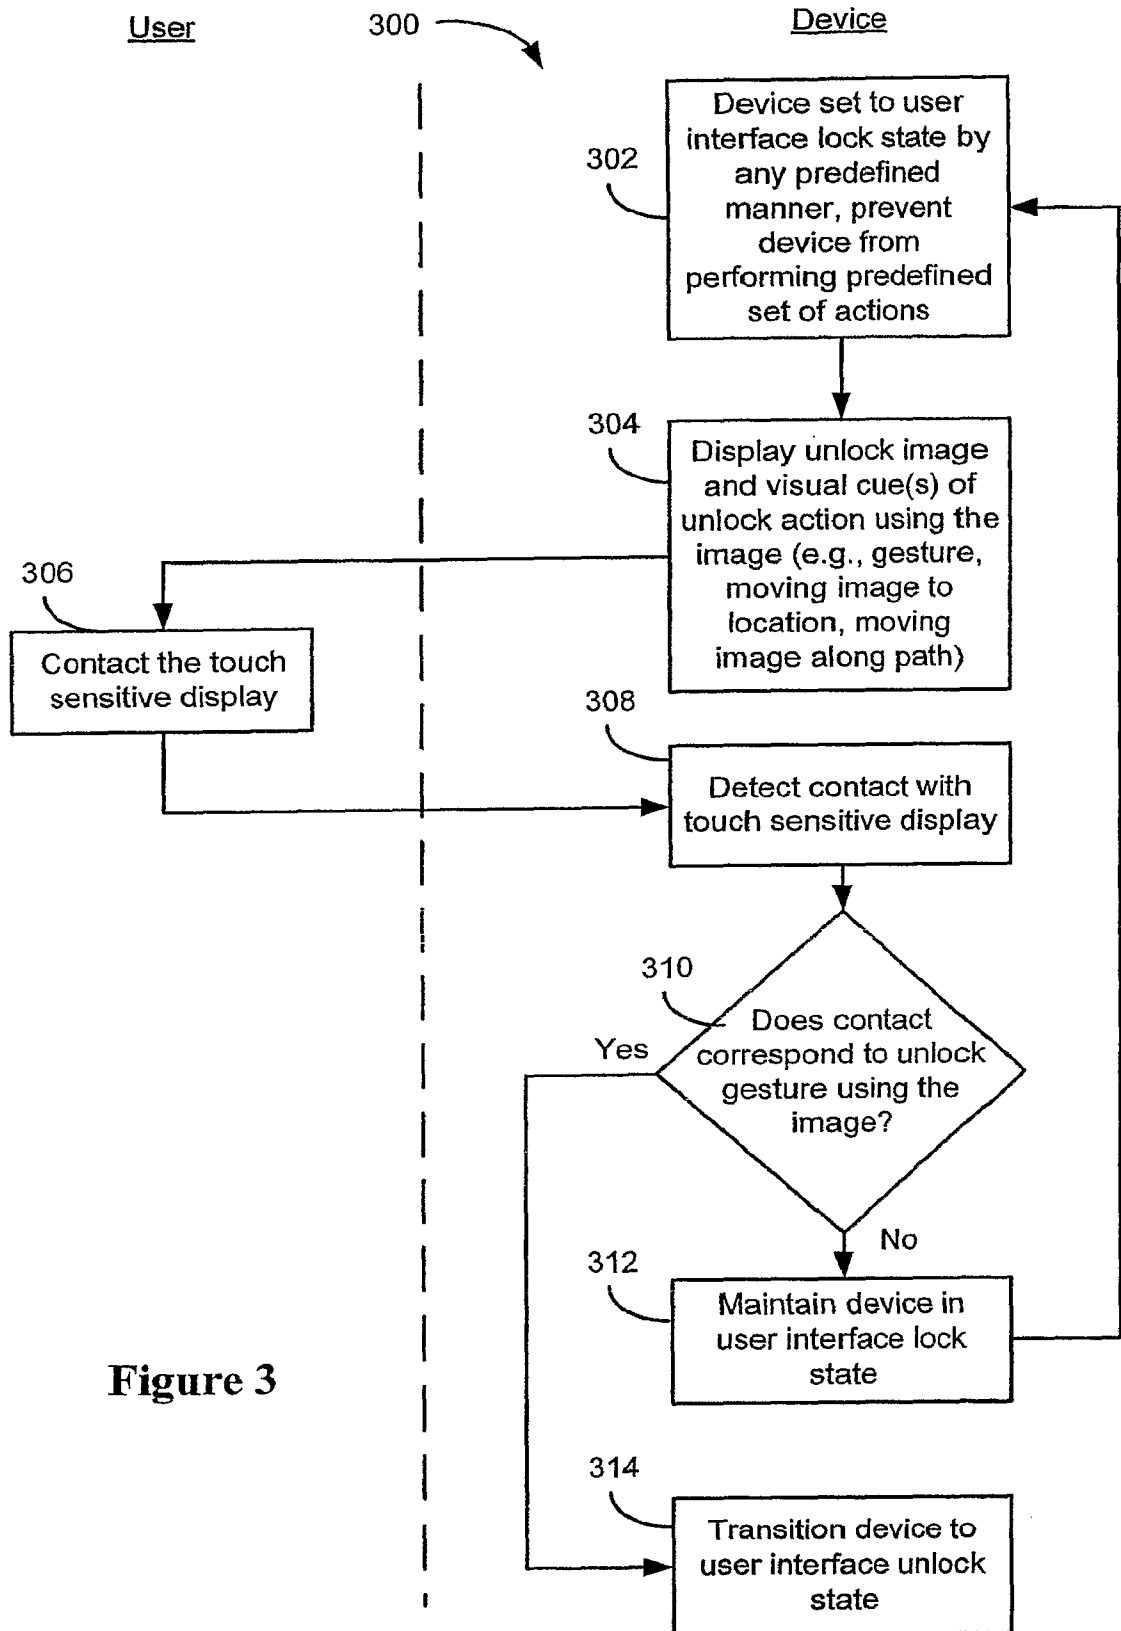 User
300
Device
302
Device set to user
interface lock state by
any predefined
manner, prevent
device from
performing predefined
set of actions
304
Display unlock image
and visual cue(s) of
unlock action using the
image (e.g., gesture,
moving image to
location, moving
image along path)
306
Contact the touch
sensitive display
308
Detect contact with
touch sensitive display
310
Does contact
correspond to unlock
gesture using the
image?
Yes
No
312
Maintain device in
user interface lock
state
Figure 3
314
Transition device to
user interface unlock
state